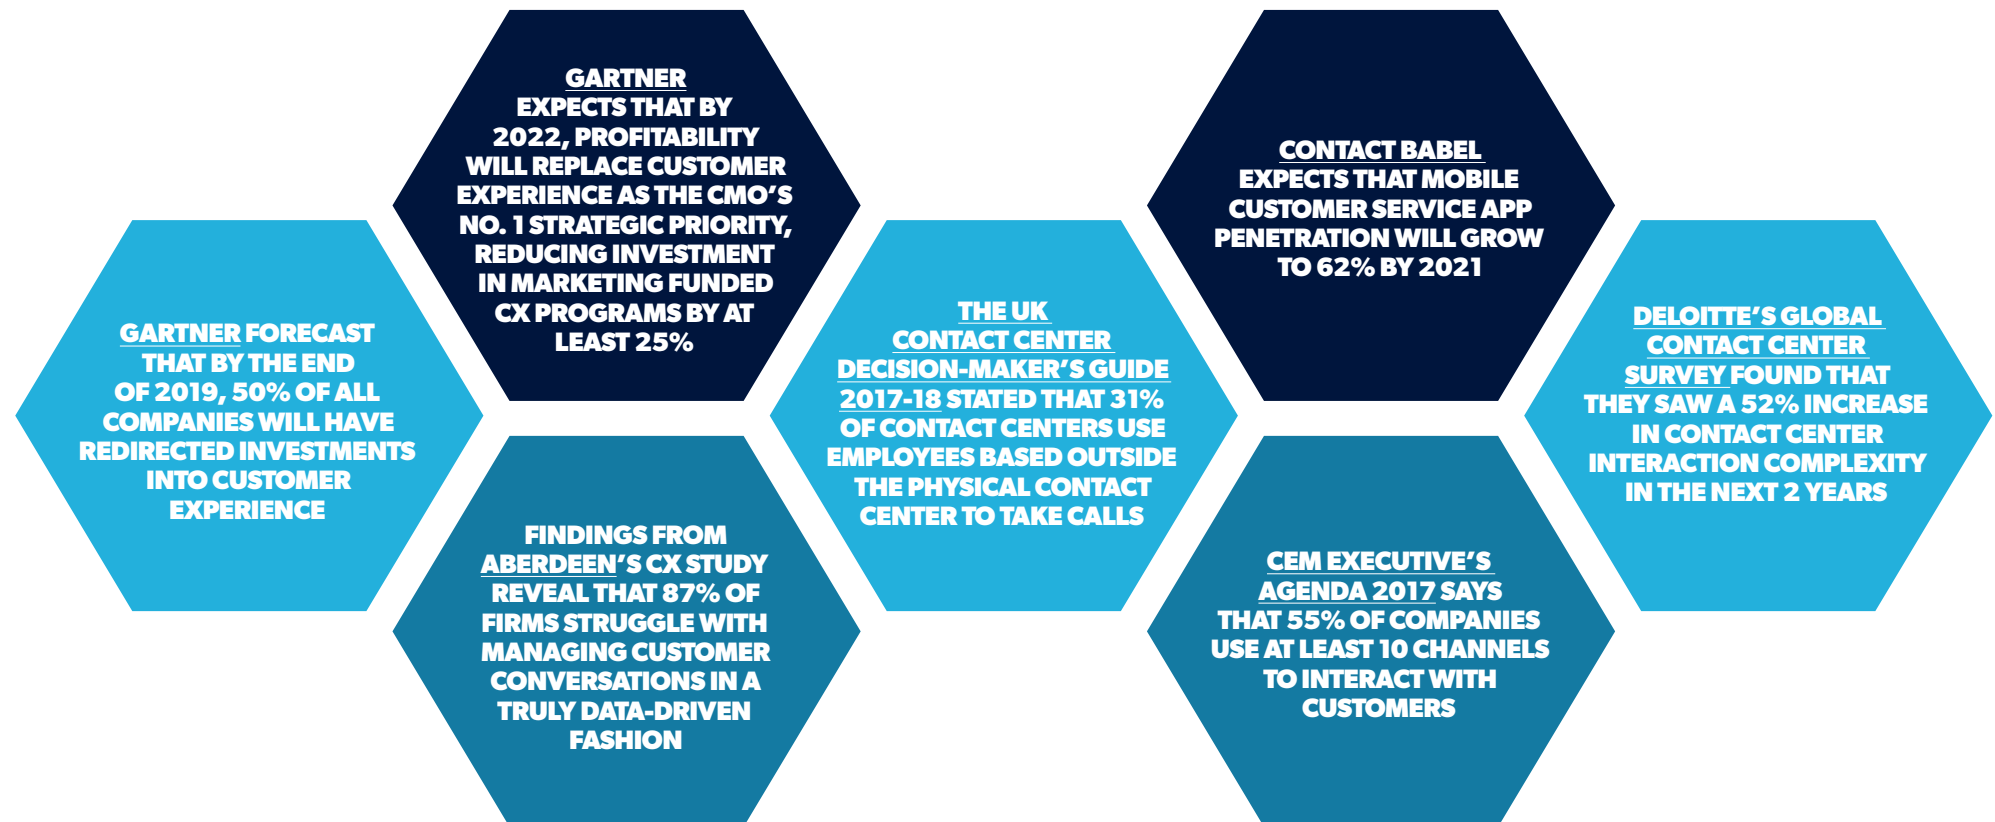 GARTNER FORECAST
THAT BY THE END
OF 2019, 50% OF ALL
COMPANIES WILL HAVE
REDIRECTED INVESTMENTS
INTO CUSTOMER
EXPERIENCE
GARTNER
EXPECTS THAT BY
2022, PROFITABILITY
WILL REPLACE CUSTOMER
EXPERIENCE AS THE CMO’S
NO. 1 STRATEGIC PRIORITY,
REDUCING INVESTMENT
IN MARKETING FUNDED
CX PROGRAMS BY AT
LEAST 25%
FINDINGS FROM
ABERDEEN’S CX STUDY
REVEAL THAT 87% OF
FIRMS STRUGGLE WITH
MANAGING CUSTOMER
CONVERSATIONS IN A
TRULY DATA-DRIVEN
FASHION
THE UK
CONTACT CENTER
DECISION-MAKER’S GUIDE
2017-18 STATED THAT 31%
OF CONTACT CENTERS USE
EMPLOYEES BASED OUTSIDE
THE PHYSICAL CONTACT
CENTER TO TAKE CALLS
CONTACT BABEL
EXPECTS THAT MOBILE
CUSTOMER SERVICE APP
PENETRATION WILL GROW
TO 62% BY 2021
CEM EXECUTIVE’S
AGENDA 2017 SAYS
THAT 55% OF COMPANIES
USE AT LEAST 10 CHANNELS
TO INTERACT WITH
CUSTOMERS
DELOITTE’S GLOBAL
CONTACT CENTER
SURVEY FOUND THAT
THEY SAW A 52% INCREASE
IN CONTACT CENTER
INTERACTION COMPLEXITY
IN THE NEXT 2 YEARS